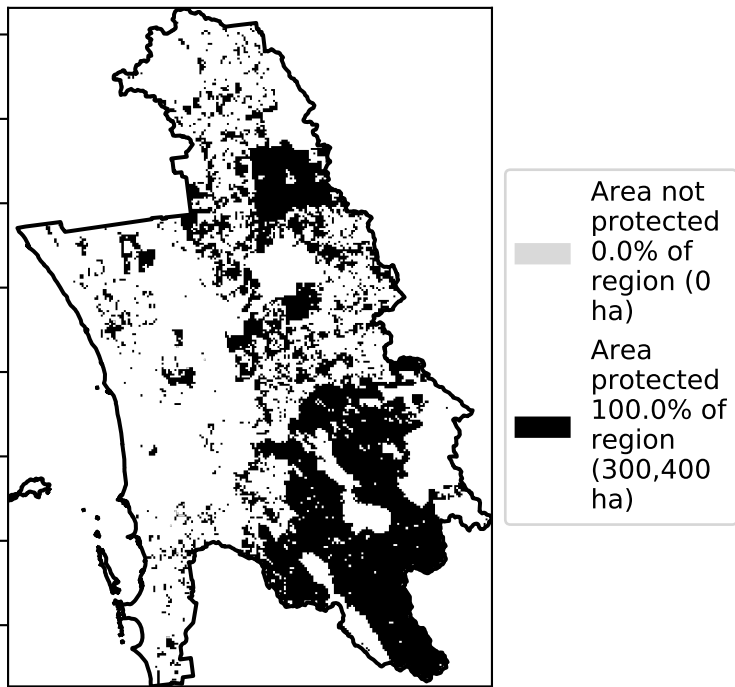 Area not
protected
0.0% of
region (0
ha)
Area
protected
100.0% of
region
(300,400
ha)